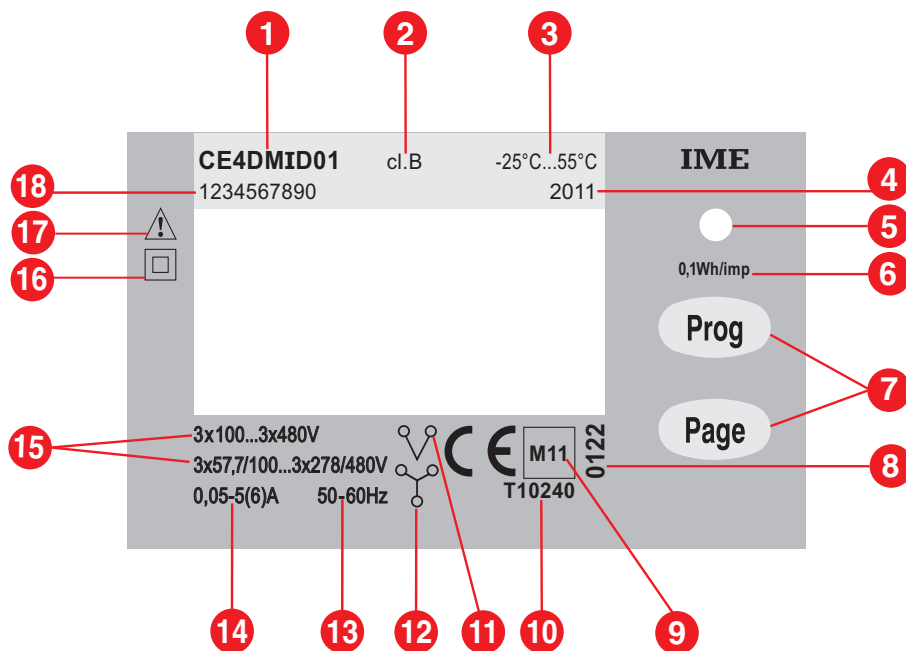 1
2
3
CE4DMID01 cl.B -25°C...55°C IME
18
1234567890 2011
4
17
5
16
0,1Wh/imp
6
Prog
7
Page
15
3x100...3x480V
3x57,7/100...3x278/480V
0,05-5(6)A 50-60Hz
CE
M11
0122
T10240
8
14
13
12
11
10
9